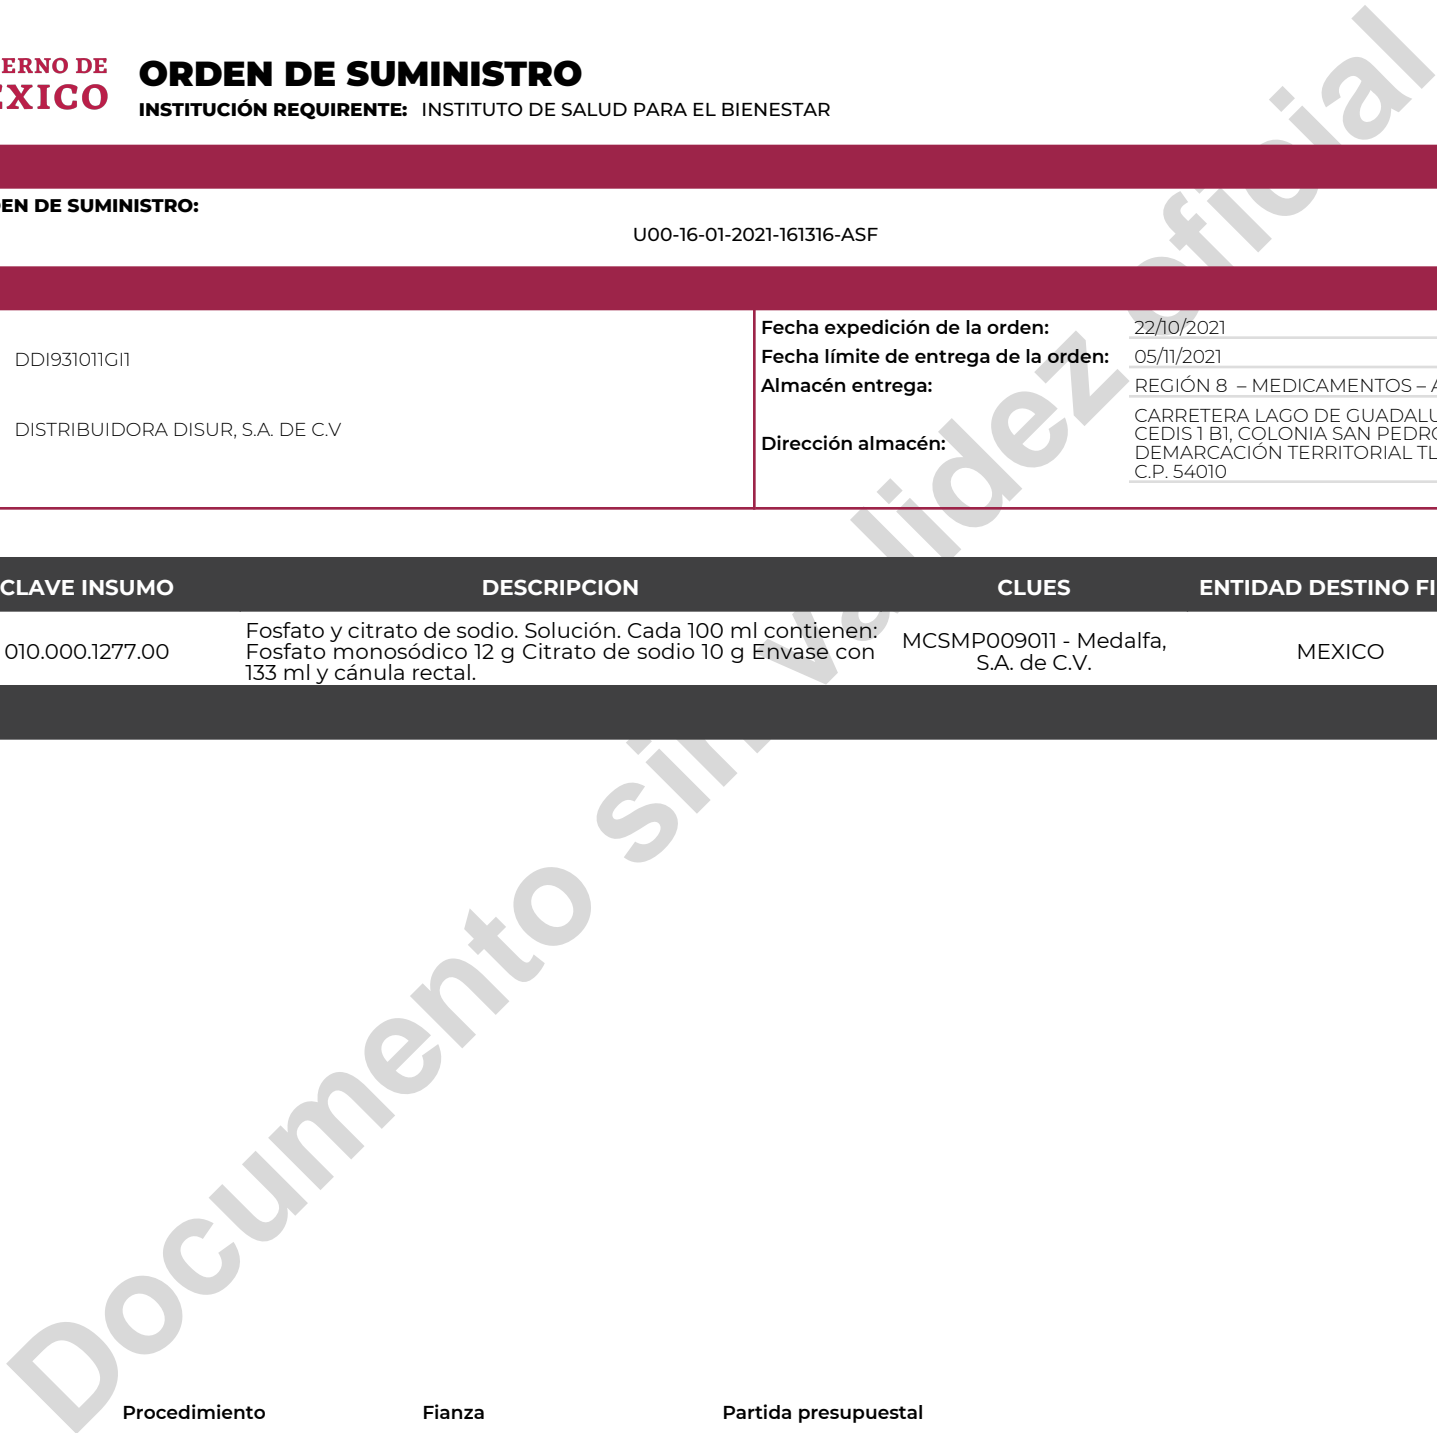 ERNO DE
EXICO
ORDEN DE SUMINISTRO
INSTITUCIÓN REQUIRENTE: INSTITUTO DE SALUD PARA EL BIENESTAR
EN DE SUMINISTRO:
U00-16-01-2021-161316-ASF
DDI931011GI1
DISTRIBUIDORA DISUR, S.A. DE C.V
Fecha expedición de la orden: 22/10/2021
Fecha límite de entrega de la orden: 05/11/2021
Almacén entrega: REGIÓN 8 – MEDICAMENTOS – A
Dirección almacén:
CARRETERA LAGO DE GUADALU
CEDIS 1 B1, COLONIA SAN PEDRO
DEMARCACIÓN TERRITORIAL TL
C.P. 54010
CLAVE INSUMO DESCRIPCION CLUES ENTIDAD DESTINO FI
010.000.1277.00
Fosfato y citrato de sodio. Solución. Cada 100 ml contienen:
Fosfato monosódico 12 g Citrato de sodio 10 g Envase con
133 ml y cánula rectal.
MCSMP009011 - Medalfa,
S.A. de C.V.
MEXICO
Documento sin validez oficial
Procedimiento Fianza Partida presupuestal